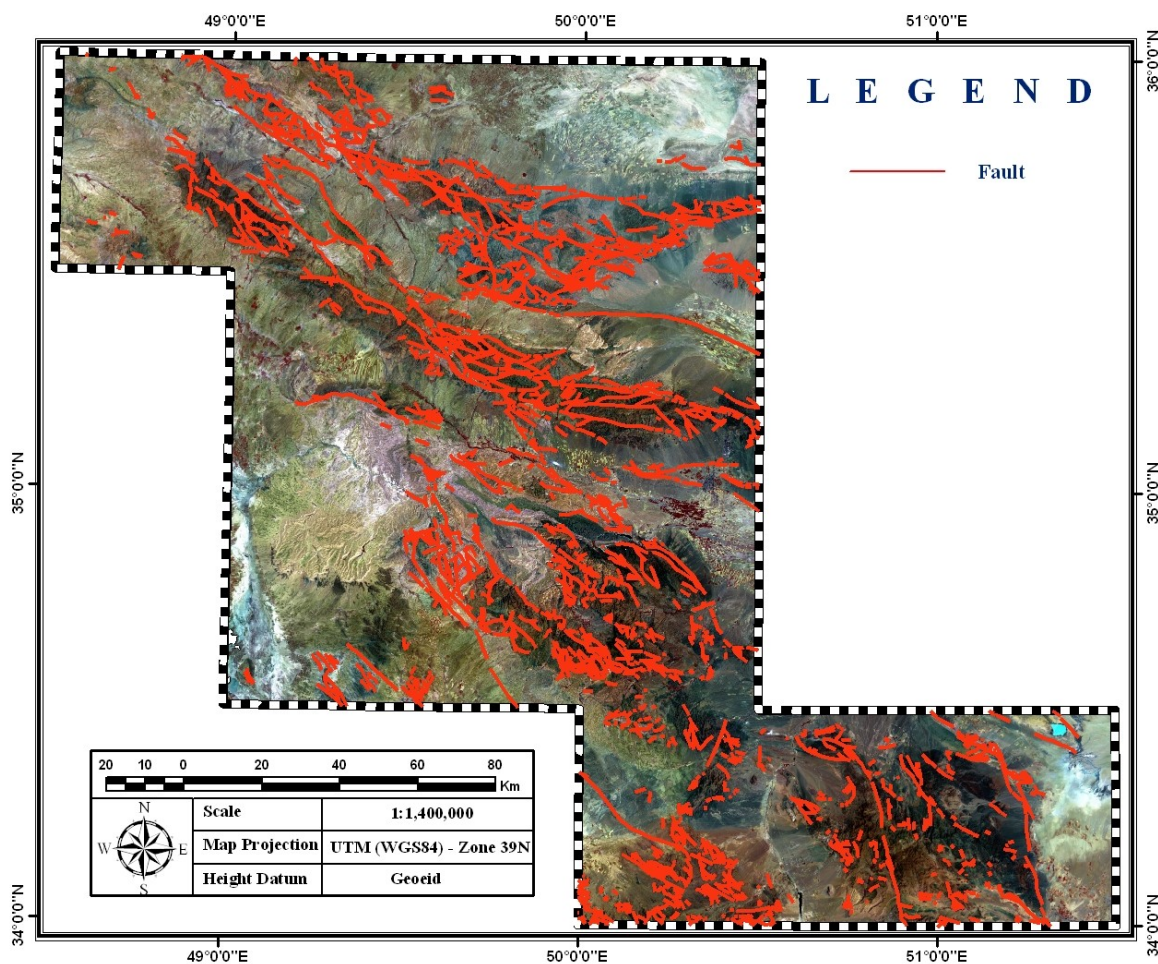 49°0'0"E 50°0'0"E 51°0'0"E
36°0'0"N
L E G E N D
Fault
35°0'0"N 35°0'0"N
20 10 0 20 40 60 80
Km
N
W E
S
Scale 1:1,400,000
Map Projection UTM (WGS84) - Zone 39N
Height Datum Geoeid
34°0'0"N 34°0'0"N
49°0'0"E 50°0'0"E 51°0'0"E